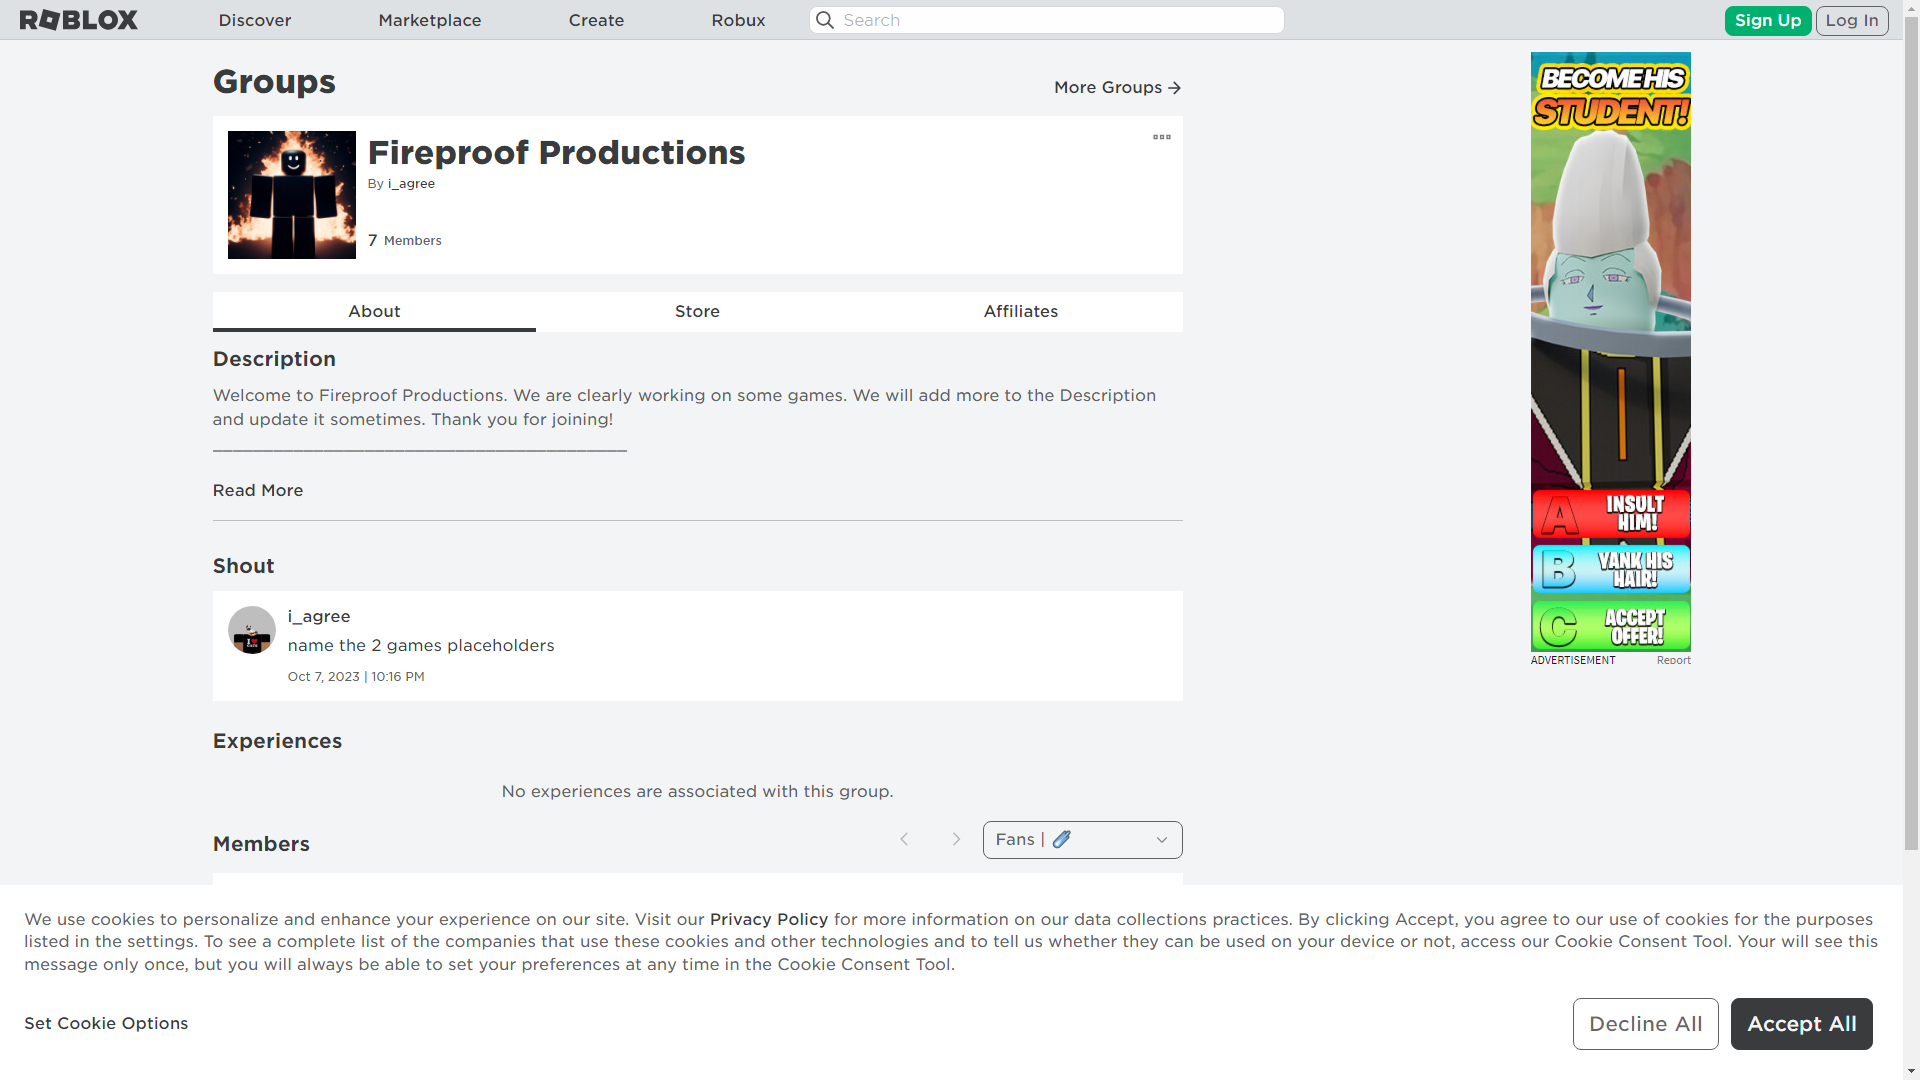 ROBLOX
Discover
Marketplace
Create
Robux
Search
Sign Up
Log In
Groups
More Groups
Fireproof Productions
By i_agree
7 Members
About
Store
Affiliates
Description
Welcome to Fireproof Productions. We are clearly working on some games. We will add more to the Description
and update it sometimes. Thank you for joining!
Read More
Shout
i_agree
name the 2 games placeholders
Oct 7, 2023 | 10:16 PM
Experiences
No experiences are associated with this group.
Members
Fans |
BECOME HIS
STUDENT!
A
INSULT
HIM!
B
YANK HIS
HAIR!
C
ACCEPT
OFFER!
ADVERTISEMENT
Report
We use cookies to personalize and enhance your experience on our site. Visit our Privacy Policy for more information on our data collections practices. By clicking Accept, you agree to our use of cookies for the purposes
listed in the settings. To see a complete list of the companies that use these cookies and other technologies and to tell us whether they can be used on your device or not, access our Cookie Consent Tool. Your will see this
message only once, but you will always be able to set your preferences at any time in the Cookie Consent Tool.
Set Cookie Options
Decline All
Accept All